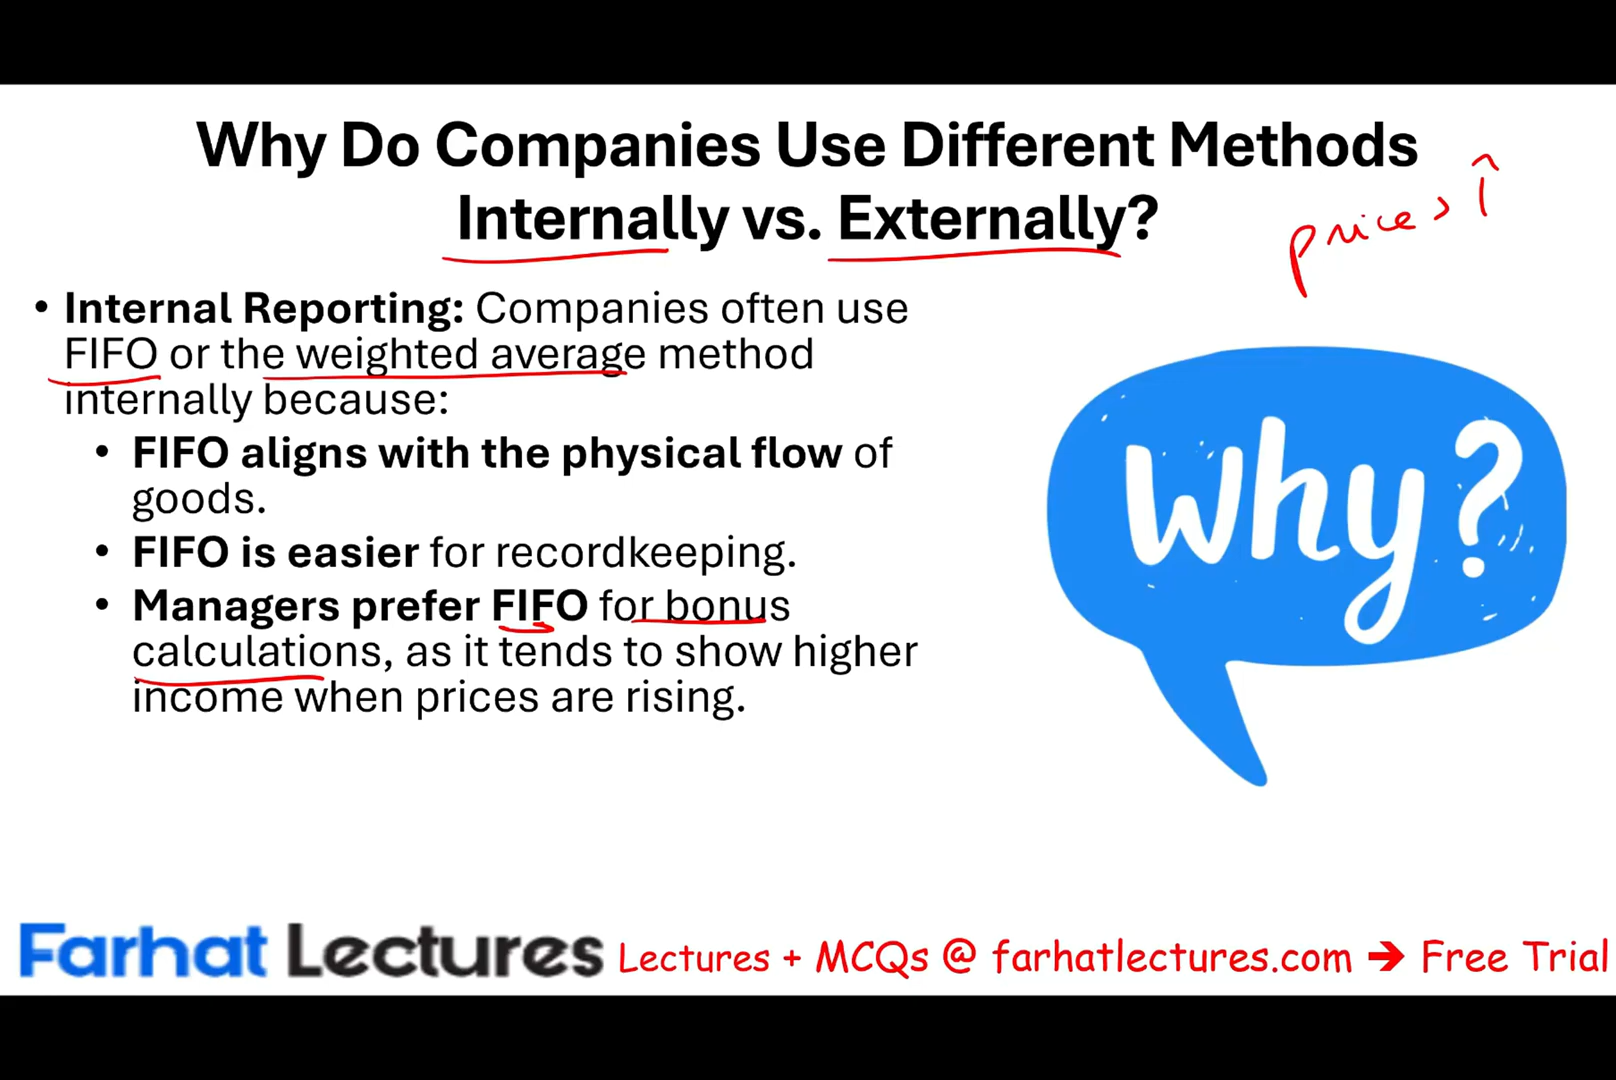 Why Do Companies Use Different Methods
Internally vs. Externally?
prices ↑
• Internal Reporting: Companies often use
FIFO or the weighted average method
internally because:
• FIFO aligns with the physical flow of
goods.
• FIFO is easier for recordkeeping.
• Managers prefer FIFO for bonus
calculations, as it tends to show higher
income when prices are rising.
Why?
Farhat Lectures Lectures + MCQs @ farhatlectures.com ➔ Free Trial